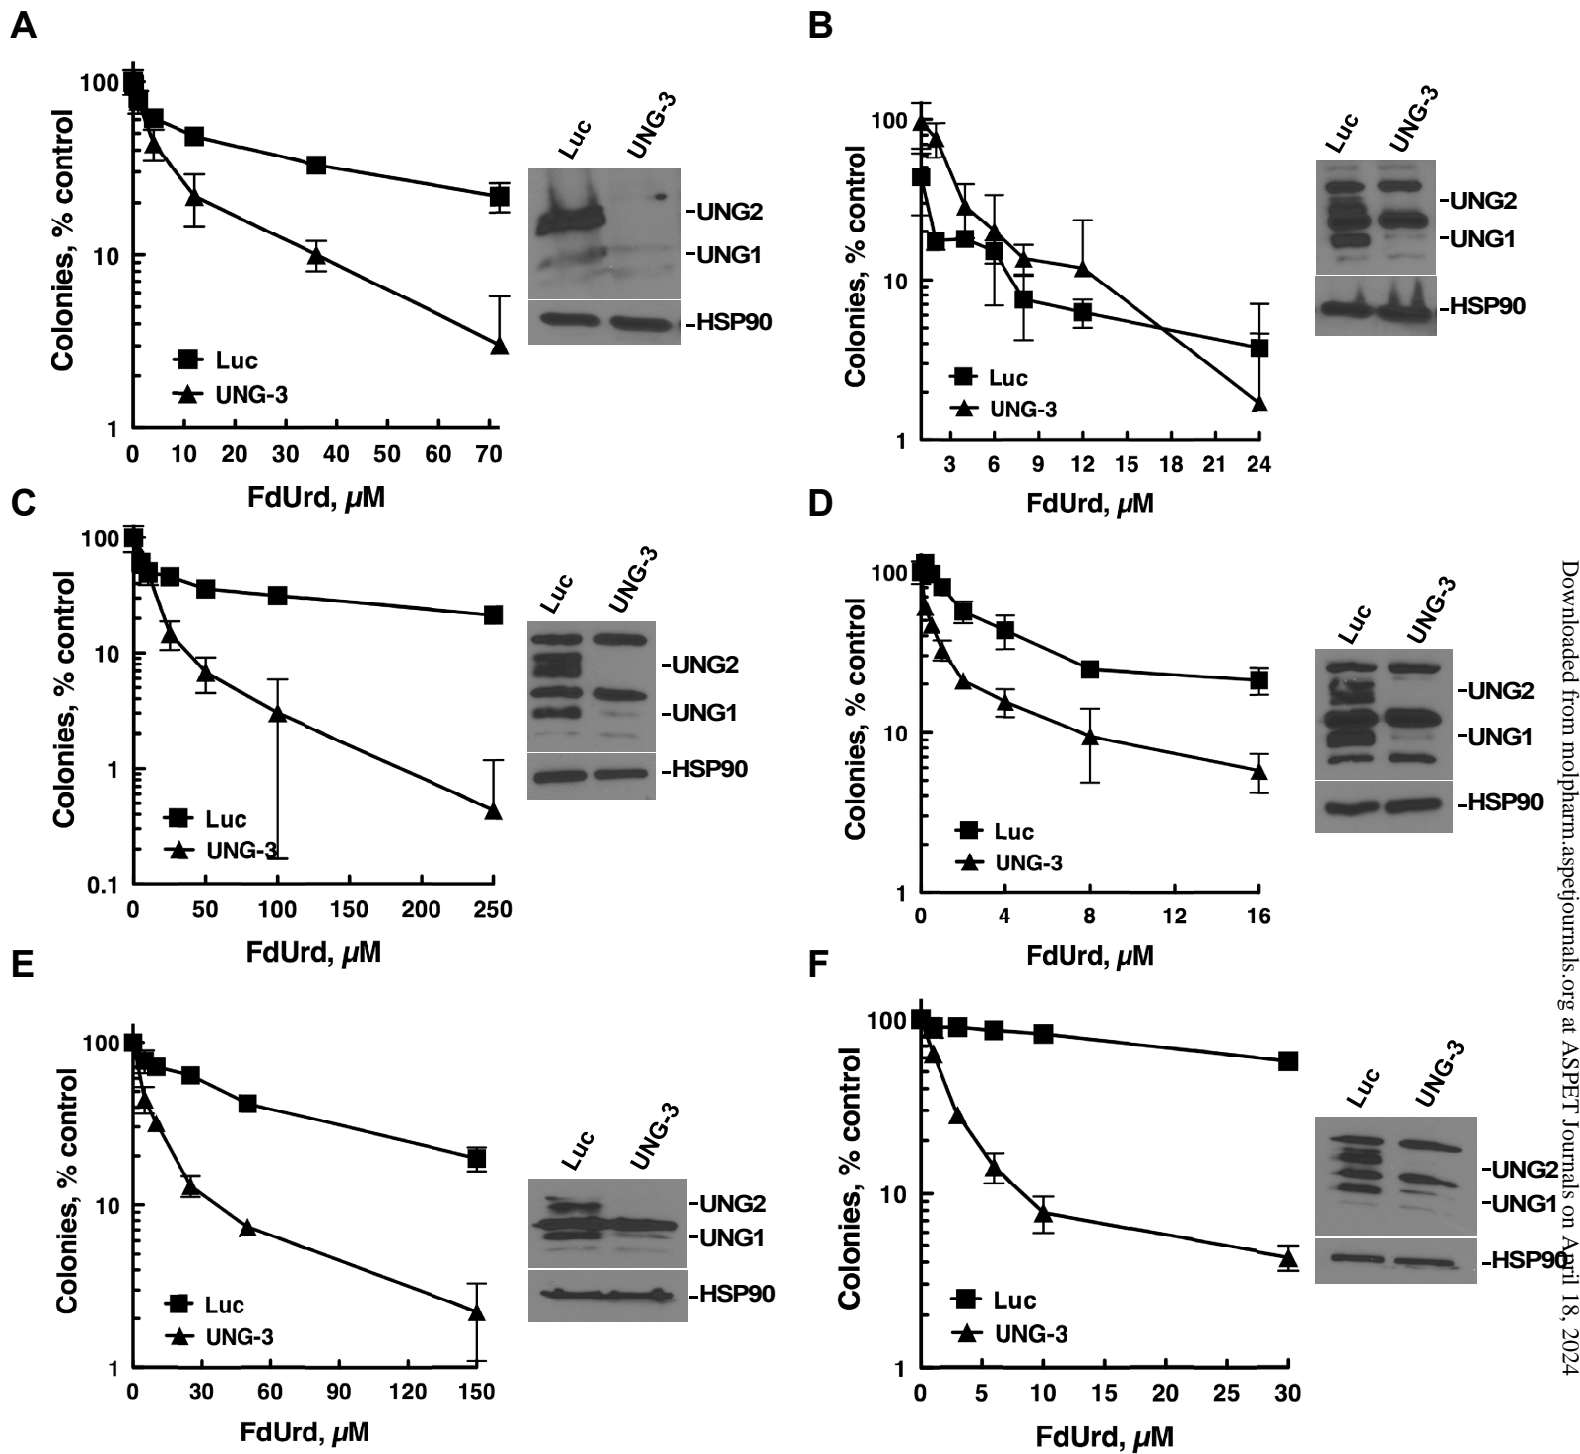 A
Colonies, % control
100
10
1
Luc
UNG-3
0 10 20 30 40 50 60 70
FdUrd, µM
Luc UNG-3
-UNG2
-UNG1
-HSP90
B
Colonies, % control
100
10
1
Luc
UNG-3
3 6 9 12 15 18 21 24
FdUrd, µM
Luc UNG-3
-UNG2
-UNG1
-HSP90
C
Colonies, % control
100
10
1
0.1
Luc
UNG-3
0 50 100 150 200 250
FdUrd, µM
Luc UNG-3
-UNG2
-UNG1
-HSP90
D
Colonies, % control
100
10
1
Luc
UNG-3
0 4 8 12 16
FdUrd, µM
Luc UNG-3
-UNG2
-UNG1
-HSP90
E
Colonies, % control
100
10
1
Luc
UNG-3
0 30 60 90 120 150
FdUrd, µM
Luc UNG-3
-UNG2
-UNG1
-HSP90
F
Colonies, % control
100
10
1
Luc
UNG-3
0 5 10 15 20 25 30
FdUrd, µM
Luc UNG-3
-UNG2
-UNG1
-HSP90
Downloaded from molpharm.aspetjournals.org at ASPET Journals on April 18, 2024